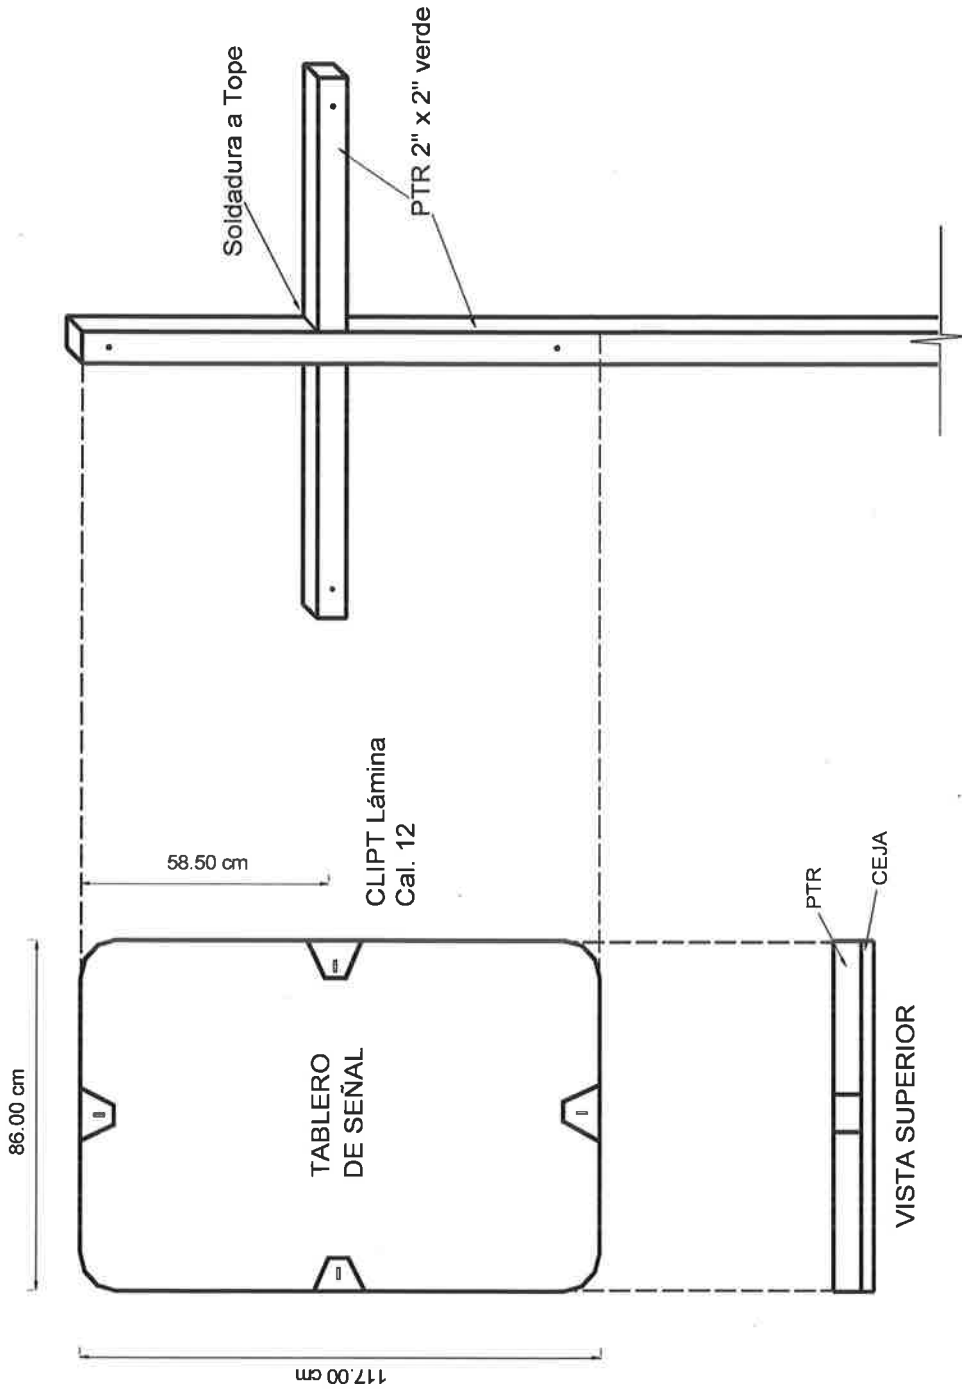 86.00 cm
117.00 cm
58.50 cm
TABLERO
DE SEÑAL
CLIPT Lámina
Cal. 12
Soldadura a Tope
PTR 2" x 2" verde
PTR
CEJA
VISTA SUPERIOR